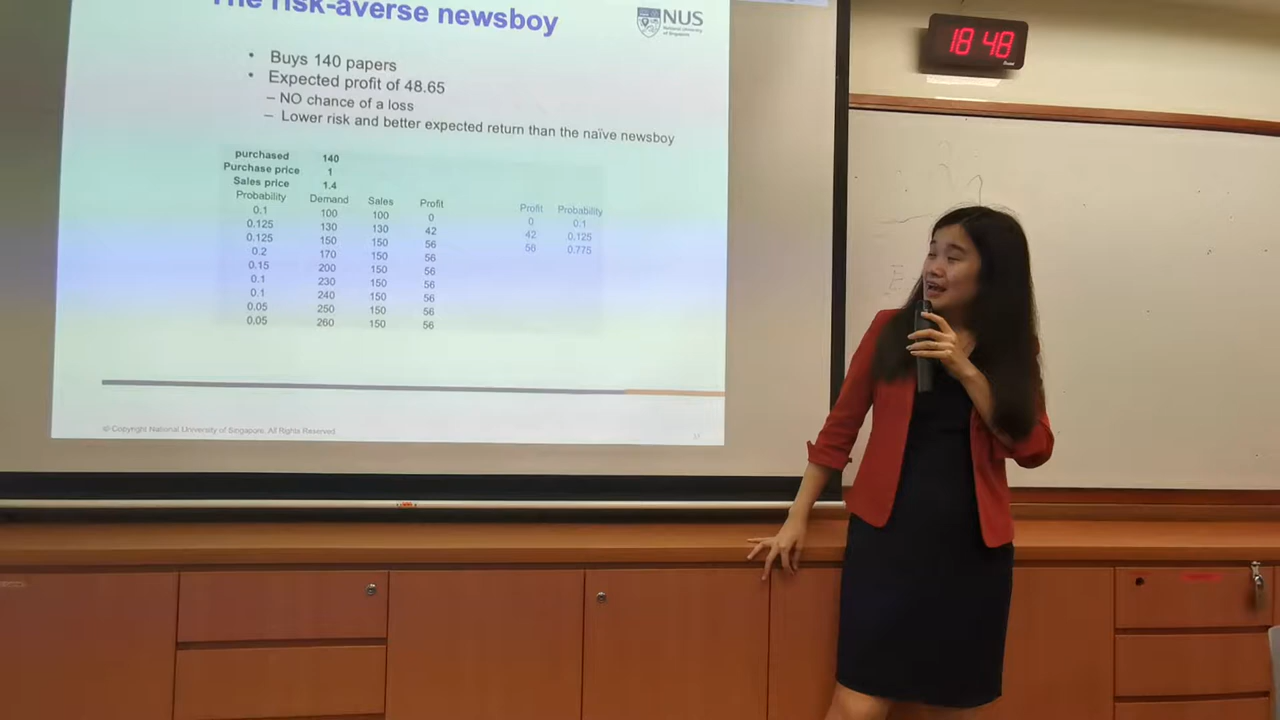 The risk-averse newsboy
NUS
National University
of Singapore
• Buys 140 papers
• Expected profit of 48.65
– NO chance of a loss
– Lower risk and better expected return than the naïve newsboy
purchased 140
Purchase price 1
Sales price 1.4
Probability Demand Sales Profit
0.1 100 100 0
0.125 130 130 42
0.125 150 150 56
0.2 170 150 56
0.15 200 150 56
0.1 230 150 56
0.1 240 150 56
0.05 250 150 56
0.05 260 150 56
Profit Probability
0 0.1
42 0.125
56 0.775
© Copyright National University of Singapore. All Rights Reserved.
18 48